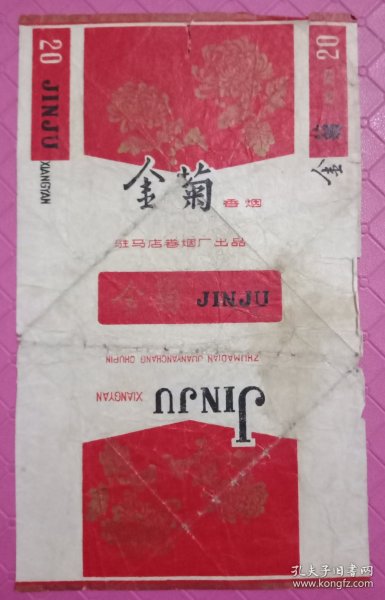 20 JINJU XIANGYAN
金菊 香烟
驻马店卷烟厂出品
金菊 JINJU
ZHUMADIAN JUANYANCHANG CHUPIN
JINJU XIANGYAN
20
金
孔夫子旧书网
www.kongfz.com